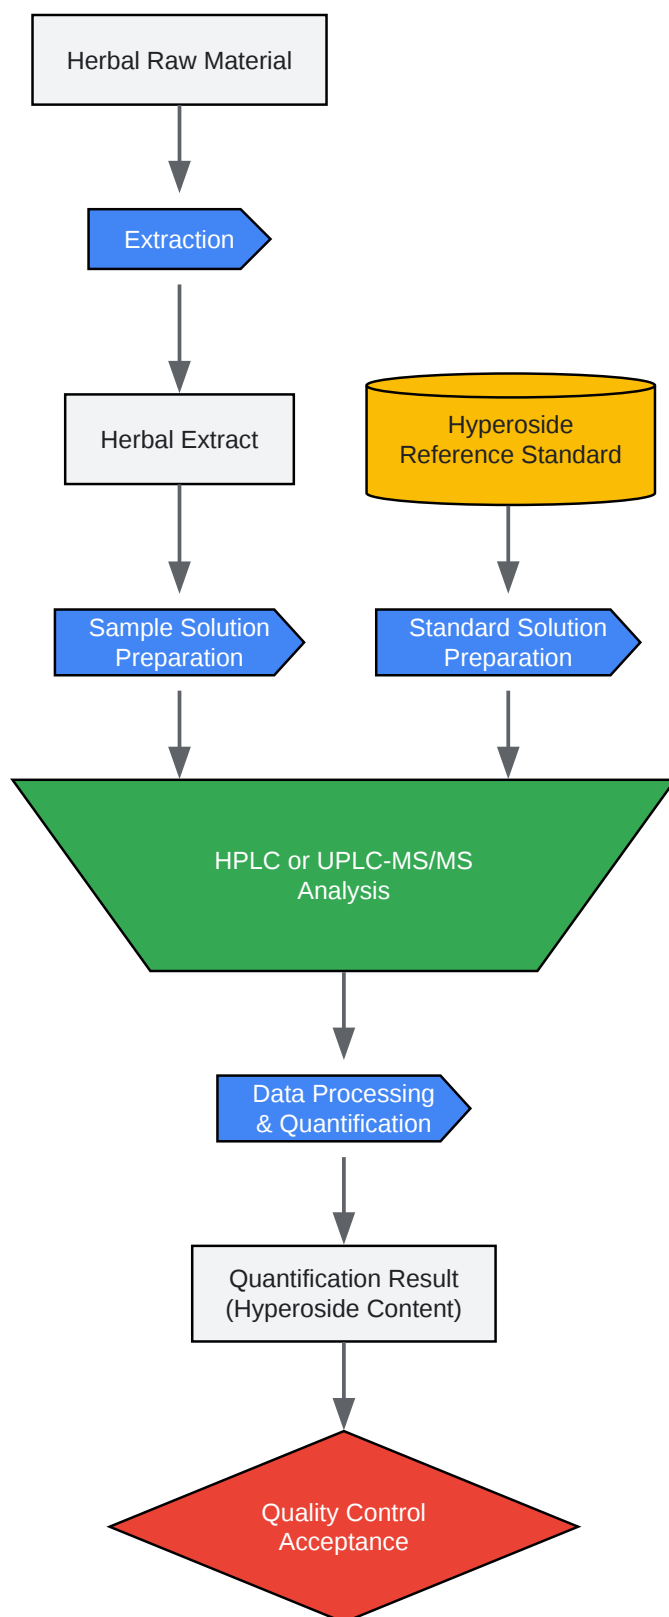 Herbal Raw Material
Extraction
Herbal Extract
Hyperoside
Reference Standard
Sample Solution
Preparation
Standard Solution
Preparation
HPLC or UPLC-MS/MS
Analysis
Data Processing
& Quantification
Quantification Result
(Hyperoside Content)
Quality Control
Acceptance